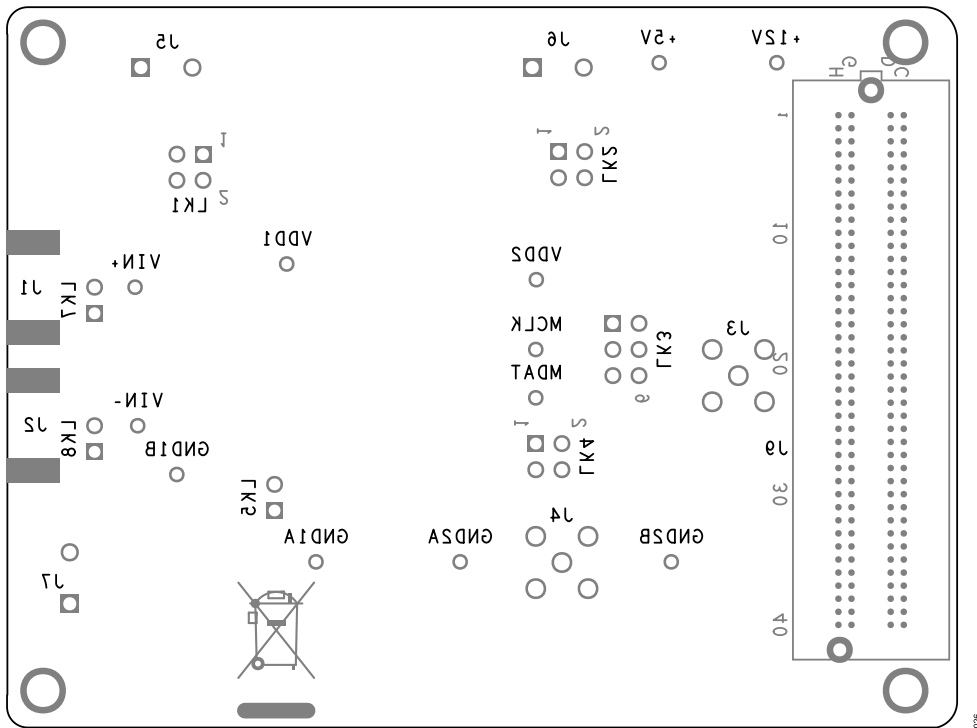 J5
J6
+5V
+12V
H
G
D
C
1
1
1
2
LK2
2
LK1
10
VDD1
VDD2
VIN+
J1
LK7
MCLK
LK3
J3
20
MDAT
6
VIN-
J2
LK8
1
2
LK4
GND1B
J9
LK5
30
J4
GND1A
GND2A
GND2B
J7
40